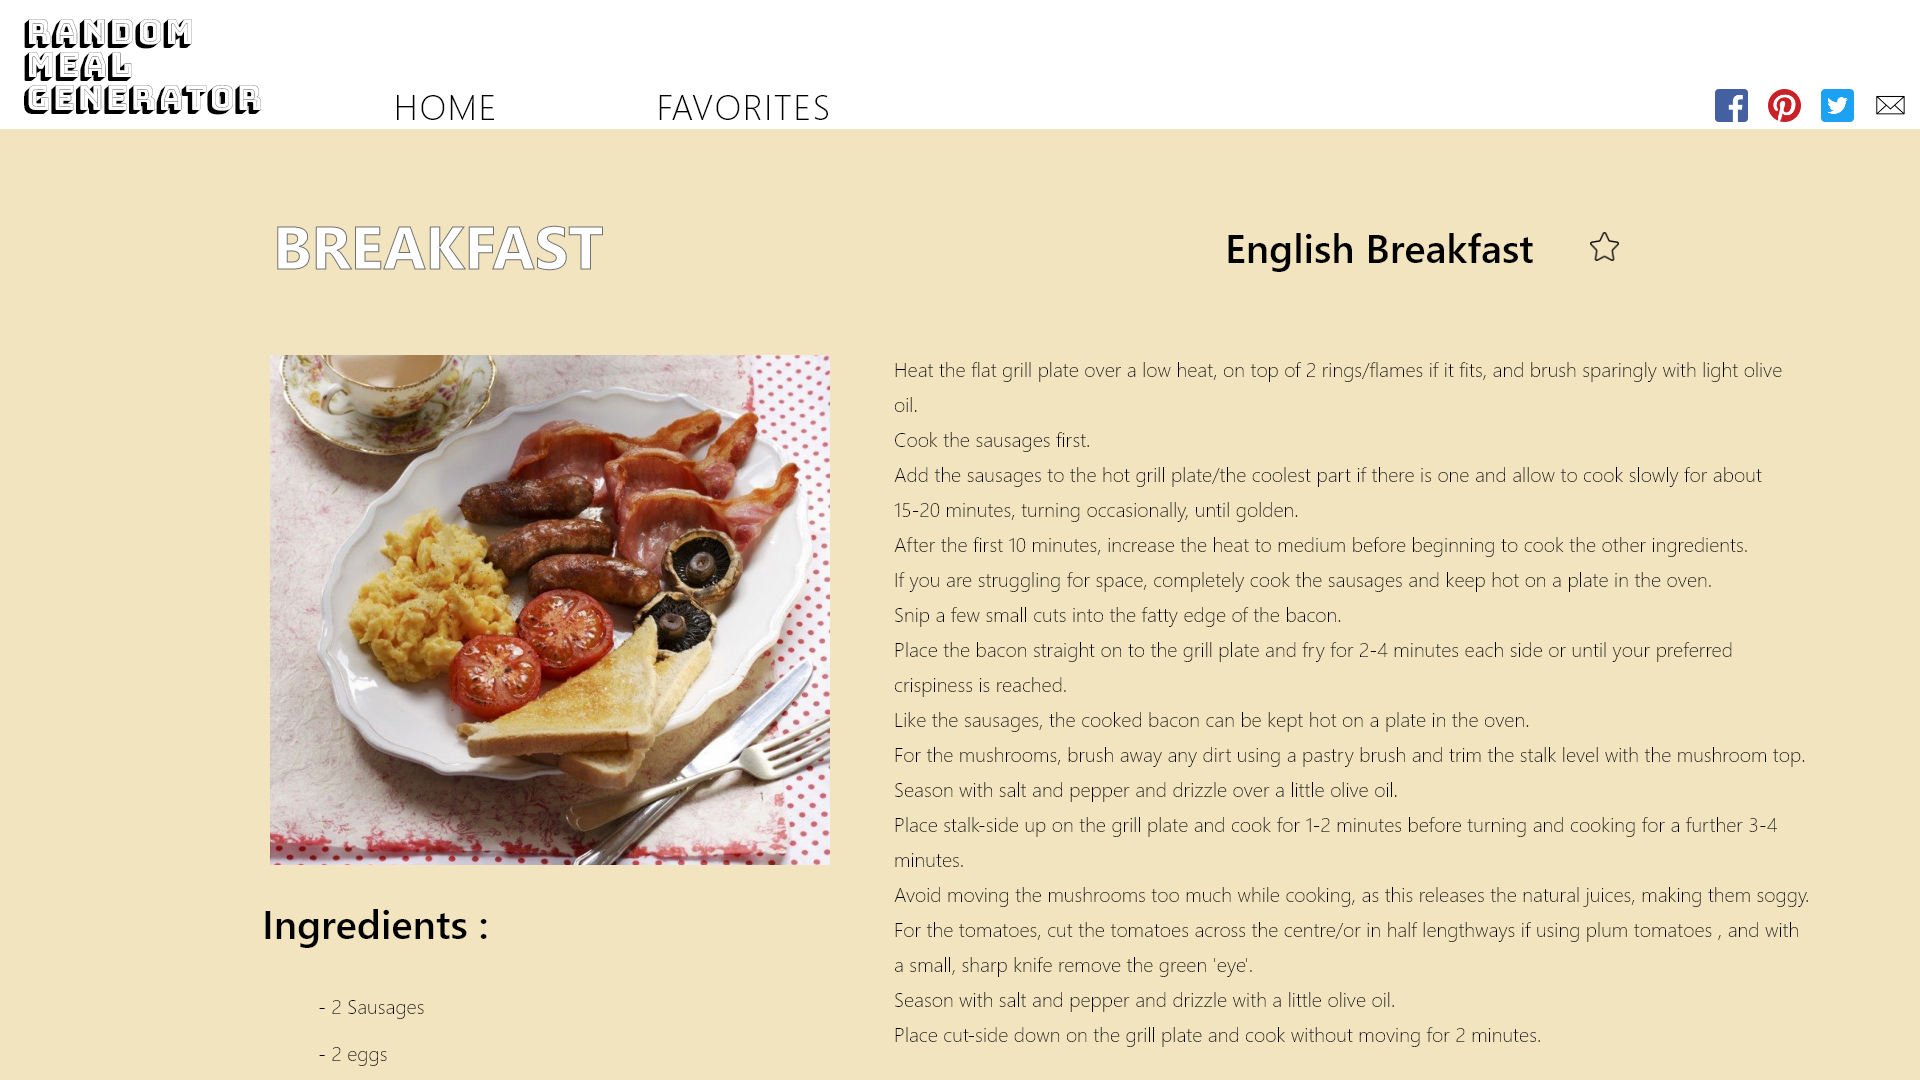 RANDOM
MEAL
GENERATOR
HOME
FAVORITES
BREAKFAST
English Breakfast
Heat the flat grill plate over a low heat, on top of 2 rings/flames if it fits, and brush sparingly with light olive
oil.
Cook the sausages first.
Add the sausages to the hot grill plate/the coolest part if there is one and allow to cook slowly for about
15-20 minutes, turning occasionally, until golden.
After the first 10 minutes, increase the heat to medium before beginning to cook the other ingredients.
If you are struggling for space, completely cook the sausages and keep hot on a plate in the oven.
Snip a few small cuts into the fatty edge of the bacon.
Place the bacon straight on to the grill plate and fry for 2-4 minutes each side or until your preferred
crispiness is reached.
Like the sausages, the cooked bacon can be kept hot on a plate in the oven.
For the mushrooms, brush away any dirt using a pastry brush and trim the stalk level with the mushroom top.
Season with salt and pepper and drizzle over a little olive oil.
Place stalk-side up on the grill plate and cook for 1-2 minutes before turning and cooking for a further 3-4
minutes.
Avoid moving the mushrooms too much while cooking, as this releases the natural juices, making them soggy.
For the tomatoes, cut the tomatoes across the centre/or in half lengthways if using plum tomatoes , and with
a small, sharp knife remove the green 'eye'.
Season with salt and pepper and drizzle with a little olive oil.
Place cut-side down on the grill plate and cook without moving for 2 minutes.
Ingredients :
- 2 Sausages
- 2 eggs